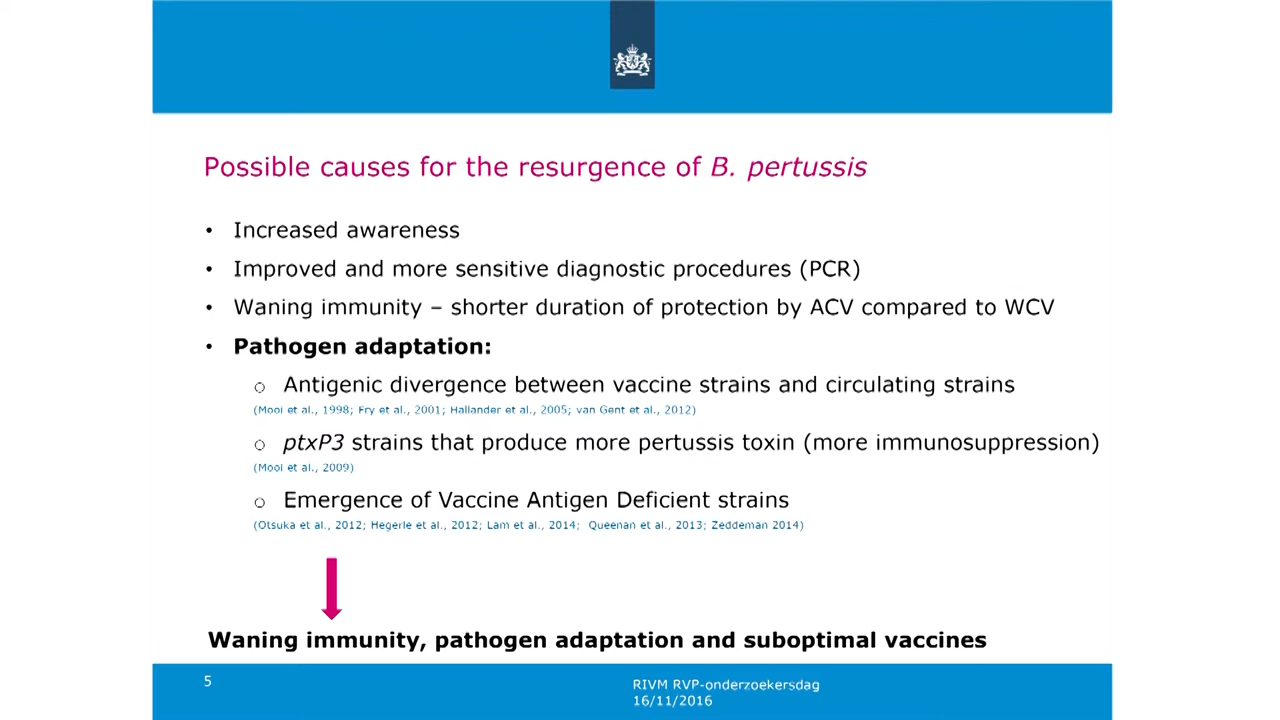 Possible causes for the resurgence of B. pertussis
• Increased awareness
• Improved and more sensitive diagnostic procedures (PCR)
• Waning immunity – shorter duration of protection by ACV compared to WCV
• Pathogen adaptation:
o Antigenic divergence between vaccine strains and circulating strains
(Mooi et al., 1998; Fry et al., 2001; Hallander et al., 2005; van Gent et al., 2012)
o ptxP3 strains that produce more pertussis toxin (more immunosuppression)
(Mooi et al., 2009)
o Emergence of Vaccine Antigen Deficient strains
(Otsuka et al., 2012; Hegerle et al., 2012; Lam et al., 2014; Queenan et al., 2013; Zeddeman 2014)
Waning immunity, pathogen adaptation and suboptimal vaccines
5
RIVM RVP-onderzoekersdag
16/11/2016